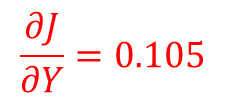 ∂J/∂Y = 0.105